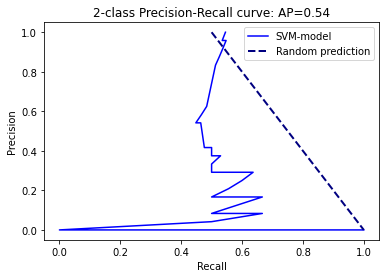 2-class Precision-Recall curve: AP=0.54
SVM-model
Random prediction
Precision
1.0
0.8
0.6
0.4
0.2
0.0
0.0 0.2 0.4 0.6 0.8 1.0
Recall